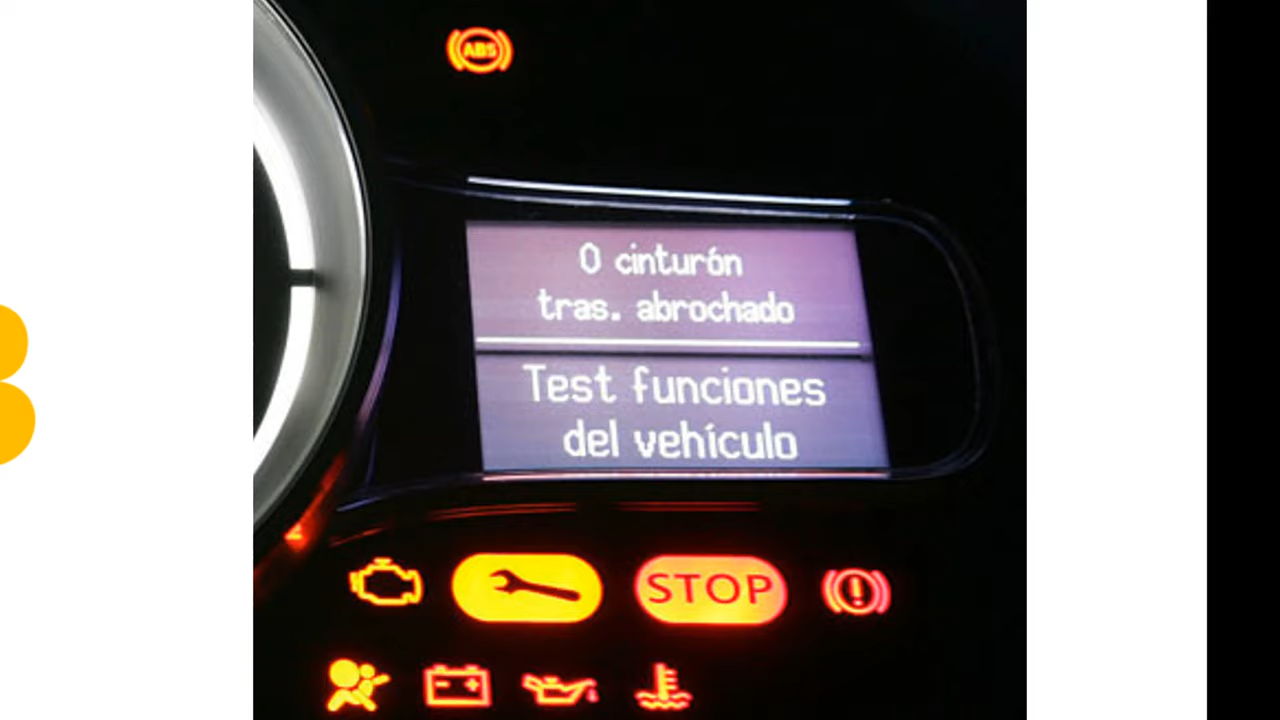 ABS
0 cinturón
tras. abrochado
Test funciones
del vehículo
STOP